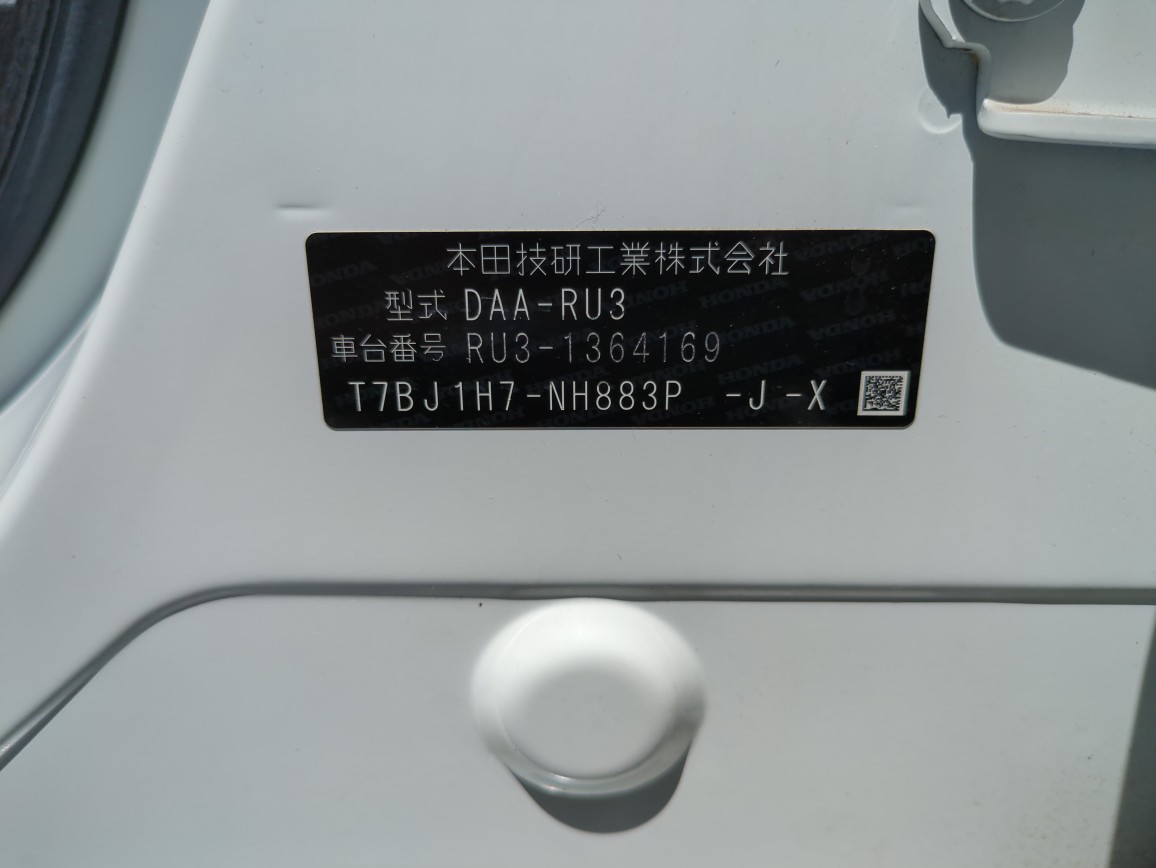 本田技研工業株式会社
型式 DAA-RU3
車台番号 RU3-1364169
T7BJ1H7-NH883P -J -X